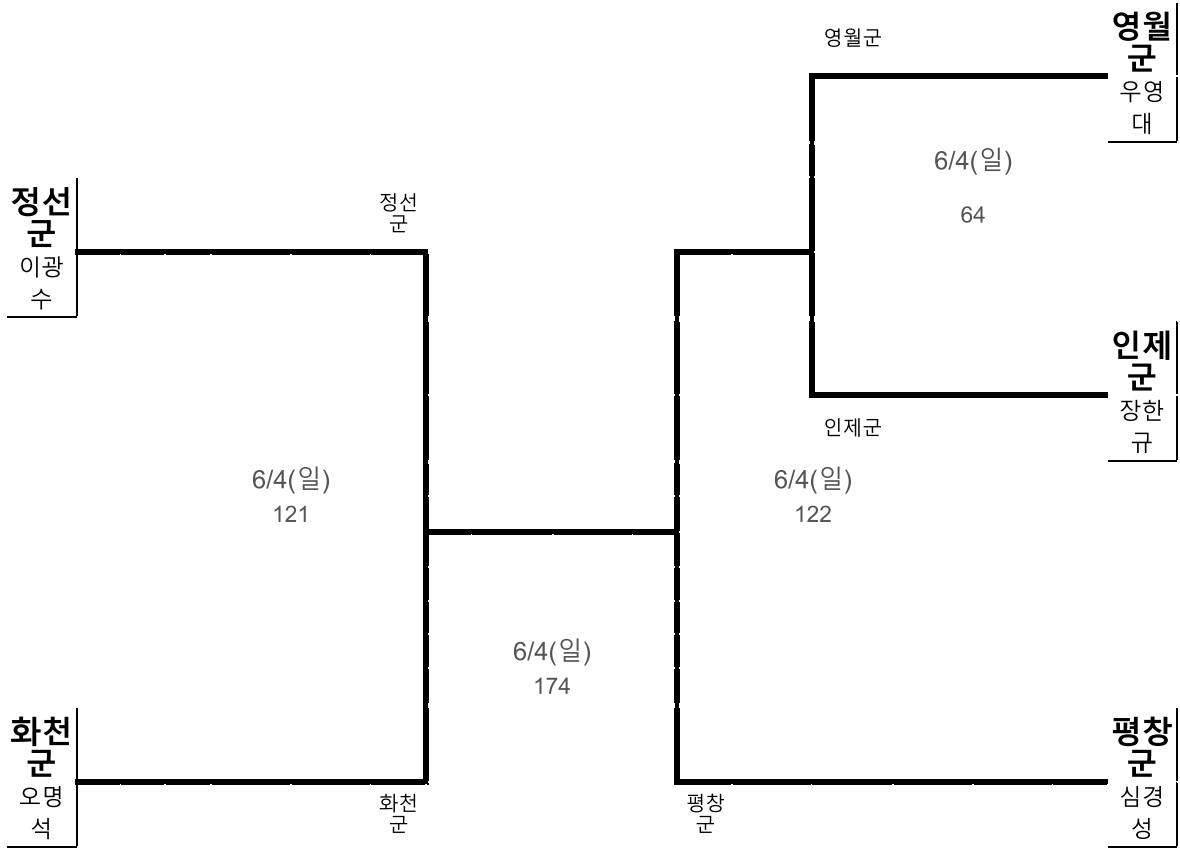 영월군
영월
군
우영
대
6/4(일)
64
정선
군
이광
수
정선
군
인제
군
장한
규
인제군
6/4(일)
121
6/4(일)
122
6/4(일)
174
화천
군
오명
석
화천
군
평창
군
평창
군
심경
성